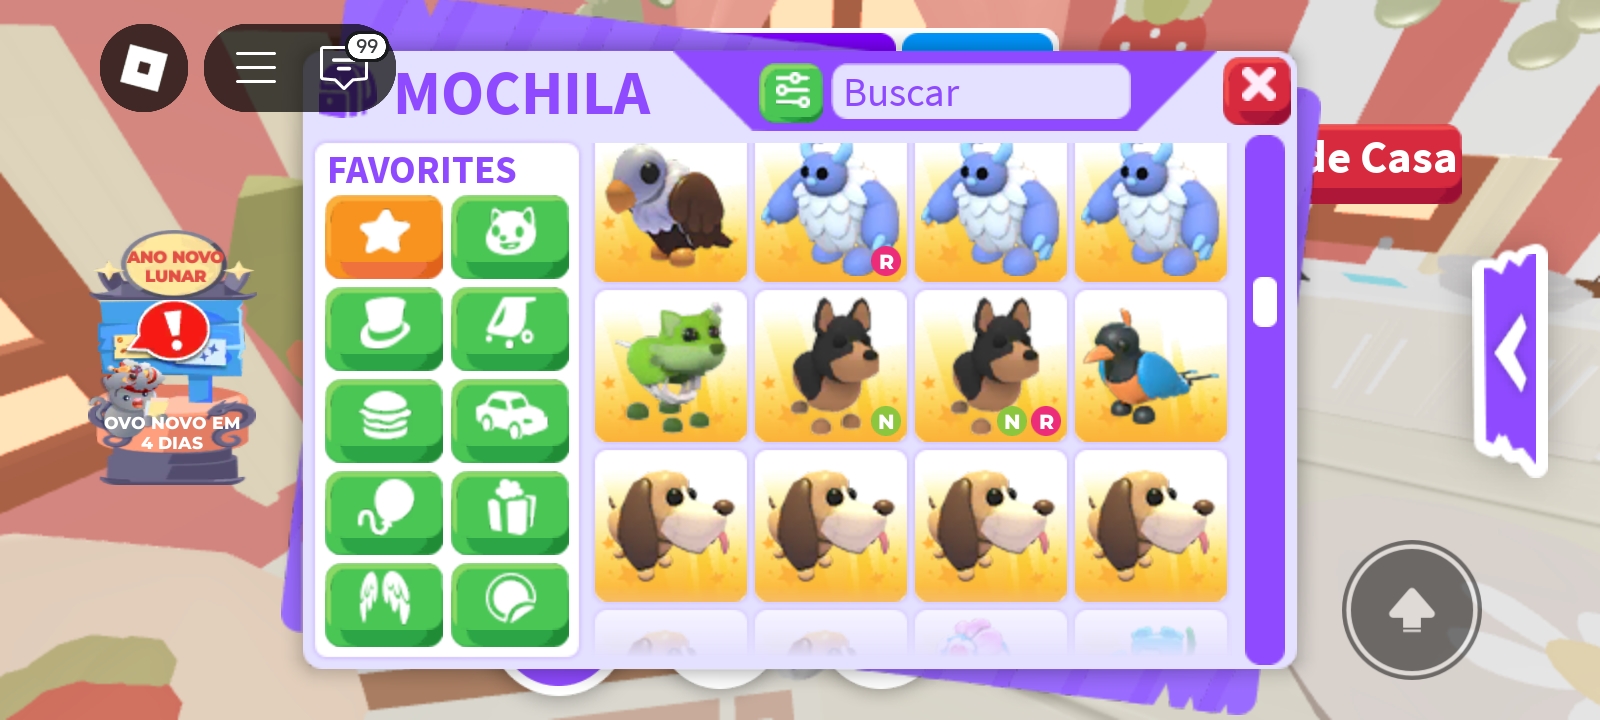 99
MOCHILA
Buscar
FAVORITES
de Casa
ANO NOVO
LUNAR
!
OVO NOVO EM
4 DIAS
R
N
N R